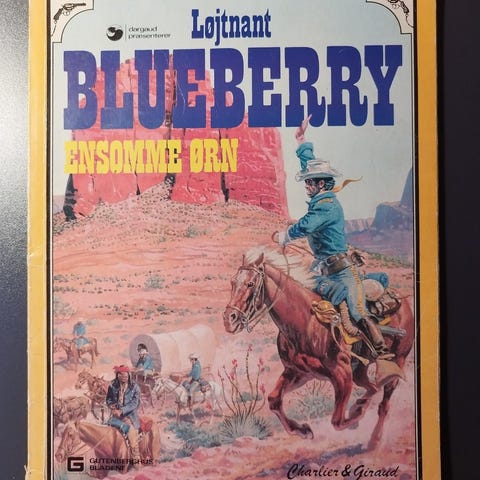 dargaud
præsenterer
Løjtnant
BLUEBERRY
ENSOMME ØRN
G GUTENBERGHUS
BLADENE
Charlier & Giraud